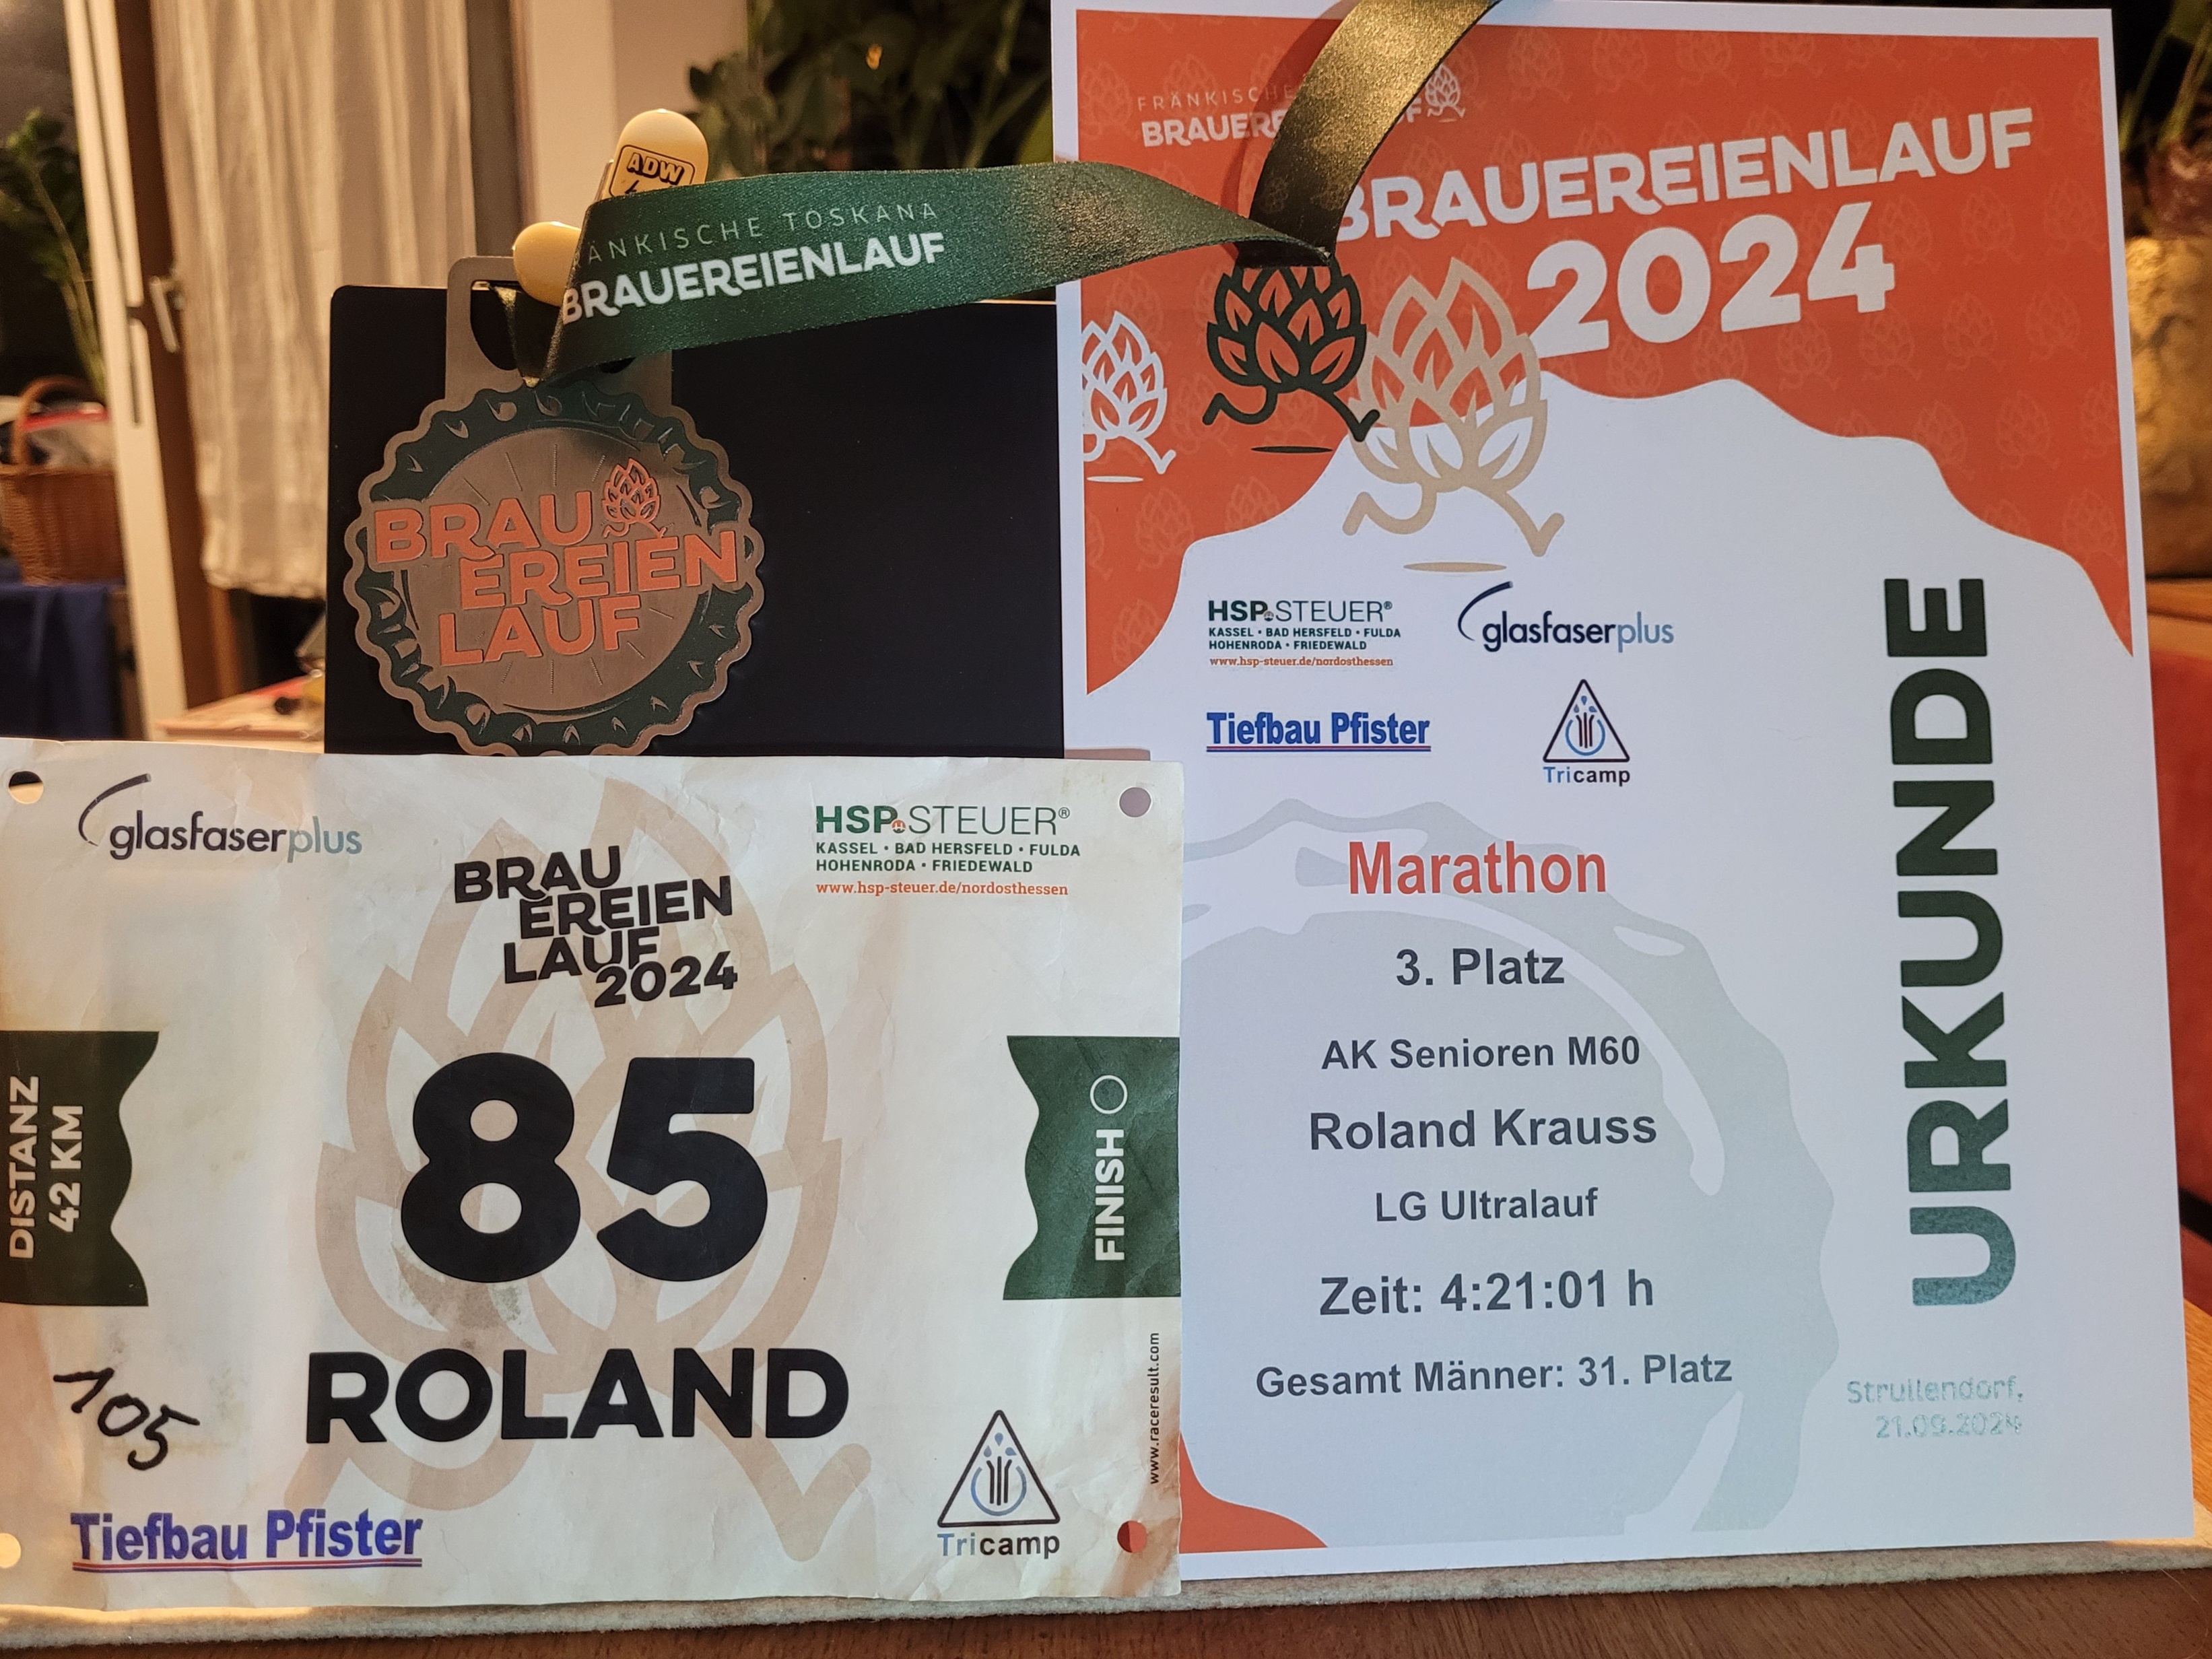 ADW
FRÄNKISCHE
BRAUERE
F
BRAUEREIENLAUF
2024
ÄNKISCHE TOSKANA
BRAUEREIENLAUF
BRAU
EREIEN
LAUF
HSP STEUER®
KASSEL • BAD HERSFELD • FULDA
HOHENRODA • FRIEDEWALD
www.hsp-steuer.de/nordosthessen
glasfaserplus
Tiefbau Pfister
Tricamp
Marathon
3. Platz
AK Senioren M60
Roland Krauss
LG Ultralauf
Zeit: 4:21:01 h
Gesamt Männer: 31. Platz
URKUNDE
Strullendorf,
21.09.2024
glasfaserplus
BRAU
EREIEN
LAUF
2024
HSP STEUER®
KASSEL • BAD HERSFELD • FULDA
HOHENRODA • FRIEDEWALD
www.hsp-steuer.de/nordosthessen
DISTANZ
42 KM
85
FINISH
ROLAND
105
www.raceresult.com
Tiefbau Pfister
Tricamp